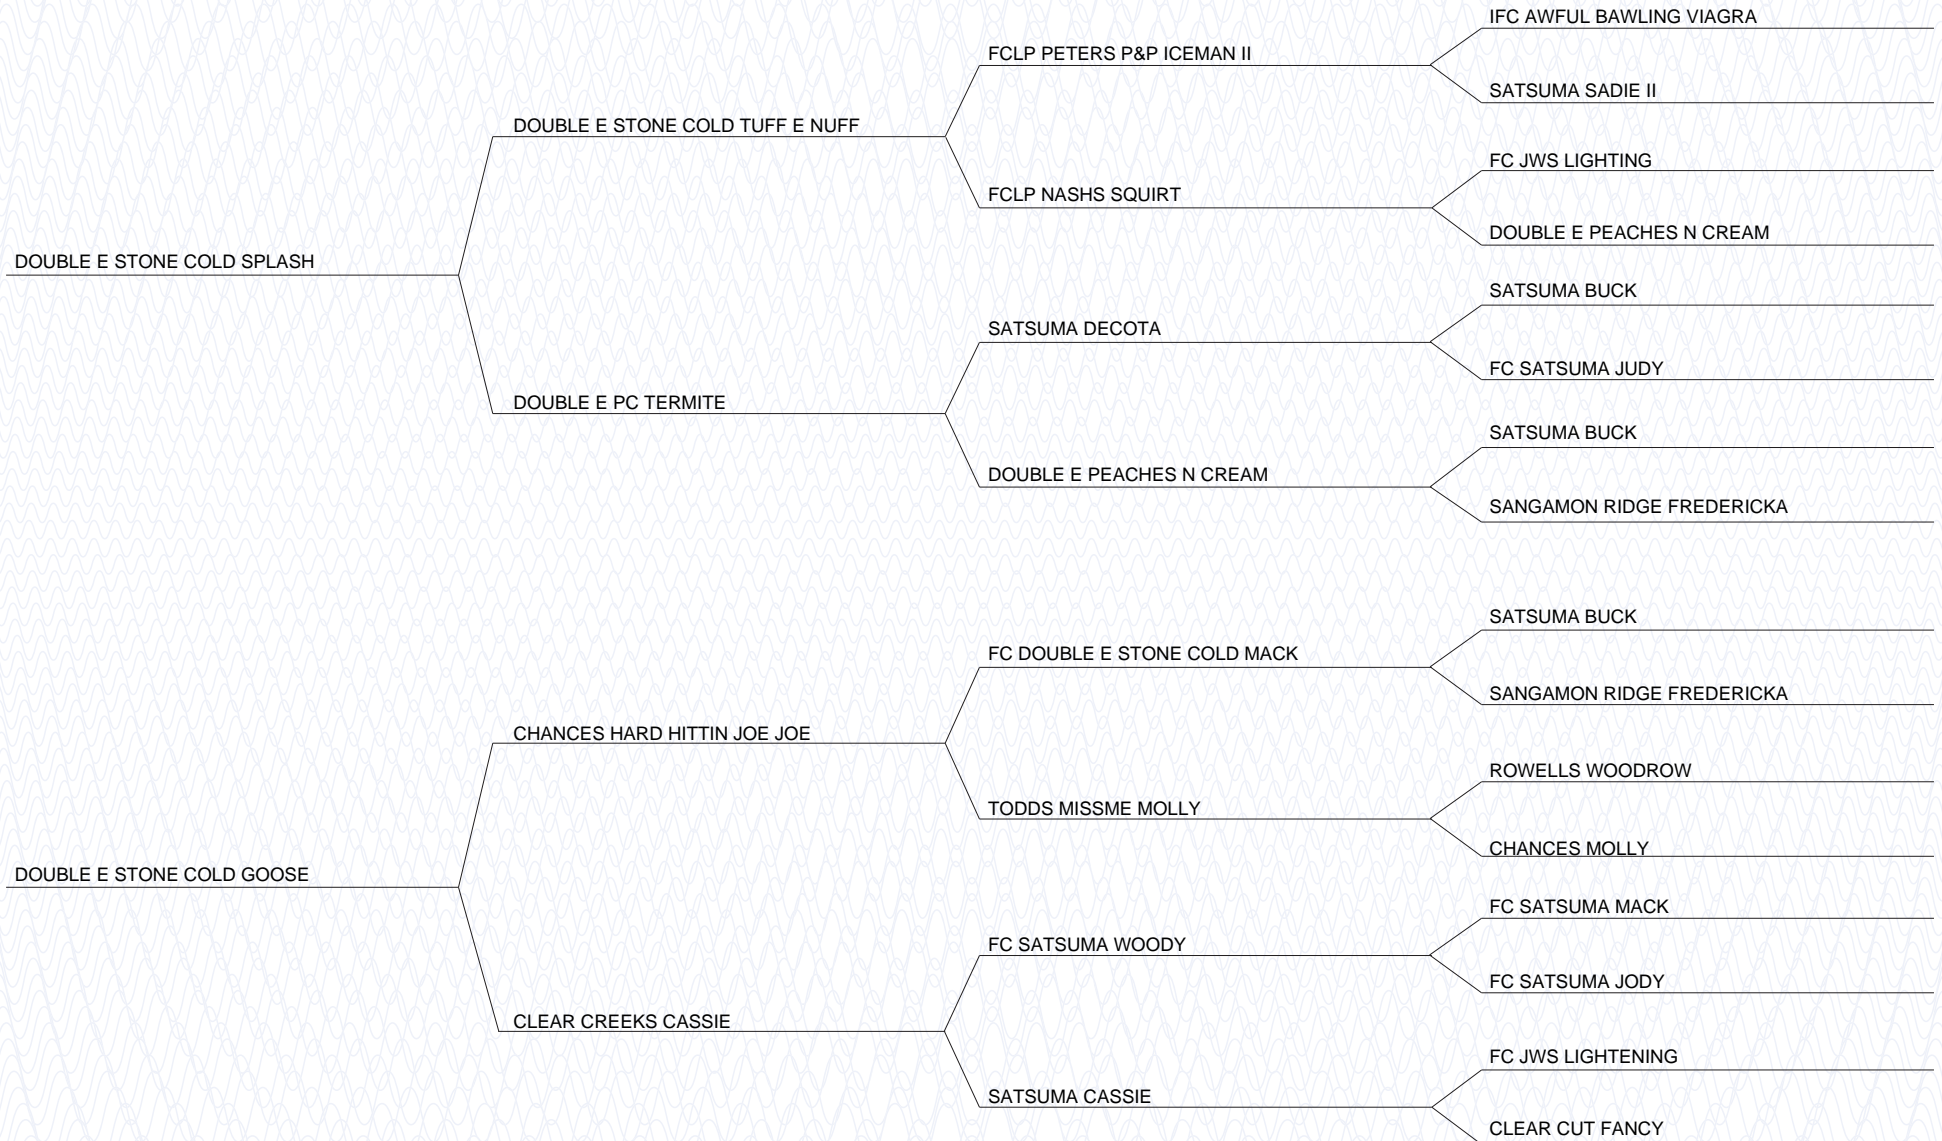 IFC AWFUL BAWLING VIAGRA
FCLP PETERS P&P ICEMAN II
SATSUMA SADIE II
DOUBLE E STONE COLD TUFF E NUFF
FC JWS LIGHTING
FCLP NASHS SQUIRT
DOUBLE E PEACHES N CREAM
DOUBLE E STONE COLD SPLASH
SATSUMA BUCK
SATSUMA DECOTA
FC SATSUMA JUDY
DOUBLE E PC TERMITE
SATSUMA BUCK
DOUBLE E PEACHES N CREAM
SANGAMON RIDGE FREDERICKA
SATSUMA BUCK
FC DOUBLE E STONE COLD MACK
SANGAMON RIDGE FREDERICKA
CHANCES HARD HITTIN JOE JOE
ROWELLS WOODROW
TODDS MISSME MOLLY
CHANCES MOLLY
DOUBLE E STONE COLD GOOSE
FC SATSUMA MACK
FC SATSUMA WOODY
FC SATSUMA JODY
CLEAR CREEKS CASSIE
FC JWS LIGHTENING
SATSUMA CASSIE
CLEAR CUT FANCY